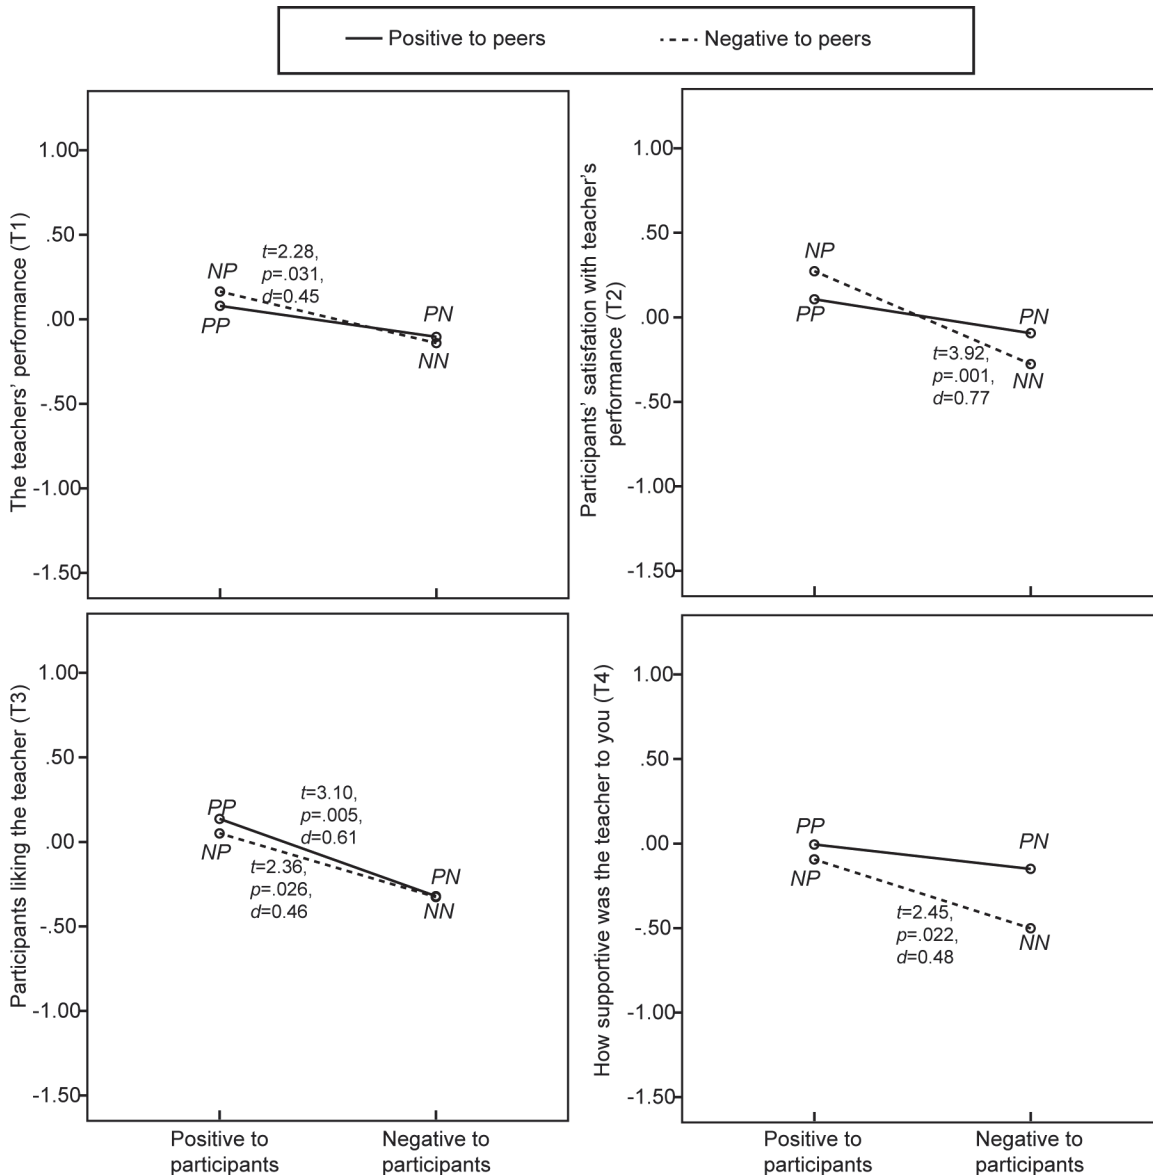 Positive to peers
Negative to peers
The teachers' performance (T1)
1.00
.50
.00
-.50
-1.00
-1.50
NP
PP
t=2.28,
p=.031,
d=0.45
PN
NN
Participants' satisfation with teacher's
performance (T2)
1.00
.50
.00
-.50
-1.00
-1.50
NP
PP
PN
NN
t=3.92,
p=.001,
d=0.77
Participants liking the teacher (T3)
1.00
.50
.00
-.50
-1.00
-1.50
PP
NP
t=3.10,
p=.005,
d=0.61
t=2.36,
p=.026,
d=0.46
PN
NN
Positive to
participants
Negative to
participants
How supportive was the teacher to you (T4)
1.00
.50
.00
-.50
-1.00
-1.50
PP
NP
PN
NN
t=2.45,
p=.022,
d=0.48
Positive to
participants
Negative to
participants